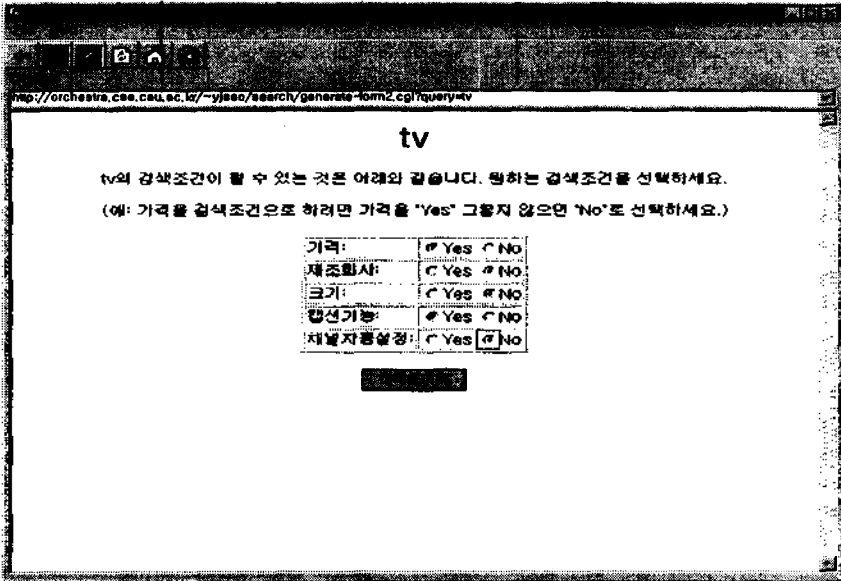 http://orchestra.cse.cau.ac.kr/~yjseo/search/generate-form2.cgi?query=tv
tv
tv의 검색조건이 될 수 있는 것은 아래와 같습니다. 원하는 검색조건을 선택하세요.
(예: 가격을 검색조건으로 하려면 가격을 "Yes" 그렇지 않으면 "No"로 선택하세요.)
가격: Yes No
제조회사: Yes No
크기: Yes No
캡션기능: Yes No
채널자동설정: Yes No